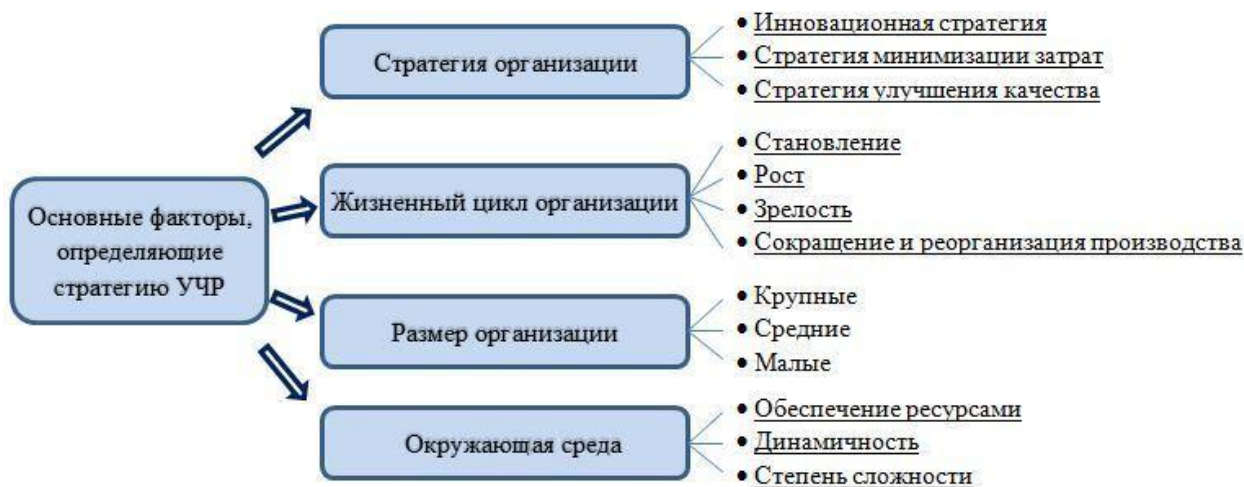 Основные факторы,
определяющие
стратегию УЧР
Стратегия организации
• Инновационная стратегия
• Стратегия минимизации затрат
• Стратегия улучшения качества
Жизненный цикл организации
• Становление
• Рост
• Зрелость
• Сокращение и реорганизация производства
Размер организации
• Крупные
• Средние
• Малые
Окружающая среда
• Обеспечение ресурсами
• Динамичность
• Степень сложности